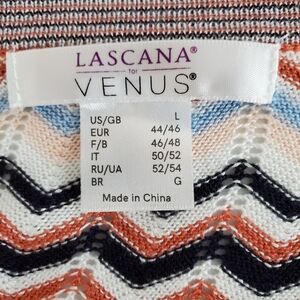 LASCANA®
for
VENUS®
US/GB L
EUR 44/46
F/B 46/48
IT 50/52
RU/UA 52/54
BR G
Made in China